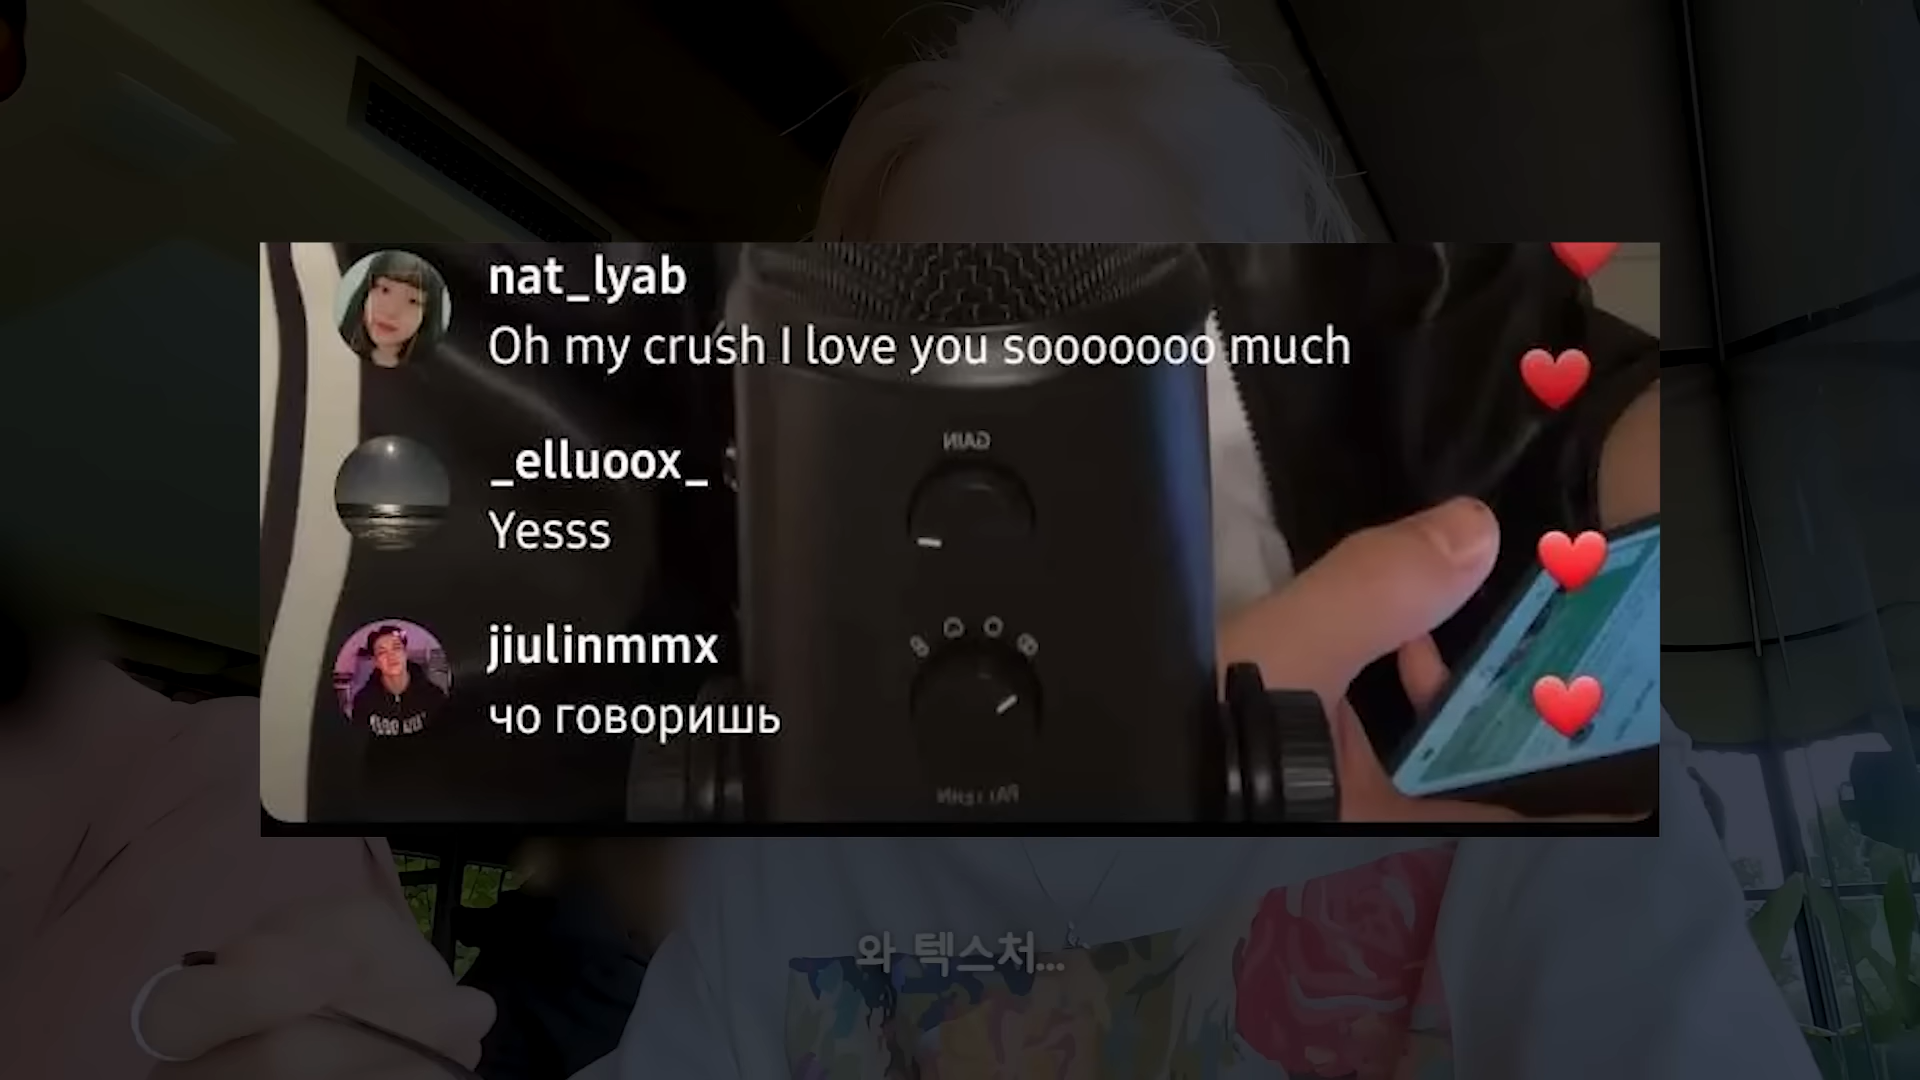 nat_lyab
Oh my crush I love you sooooooo much
_elluoox_
Yesss
jiulinmmx
чо говоришь
GAIN
PATTERN
와 텍스처...